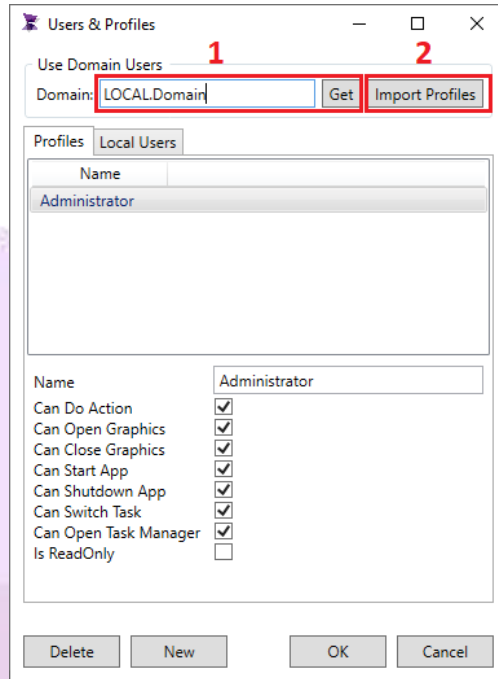 Users & Profiles
Use Domain Users
1
2
Domain: LOCAL.Domain Get Import Profiles
Profiles Local Users
Name
Administrator
Name Administrator
Can Do Action
Can Open Graphics
Can Close Graphics
Can Start App
Can Shutdown App
Can Switch Task
Can Open Task Manager
Is ReadOnly
Delete New OK Cancel